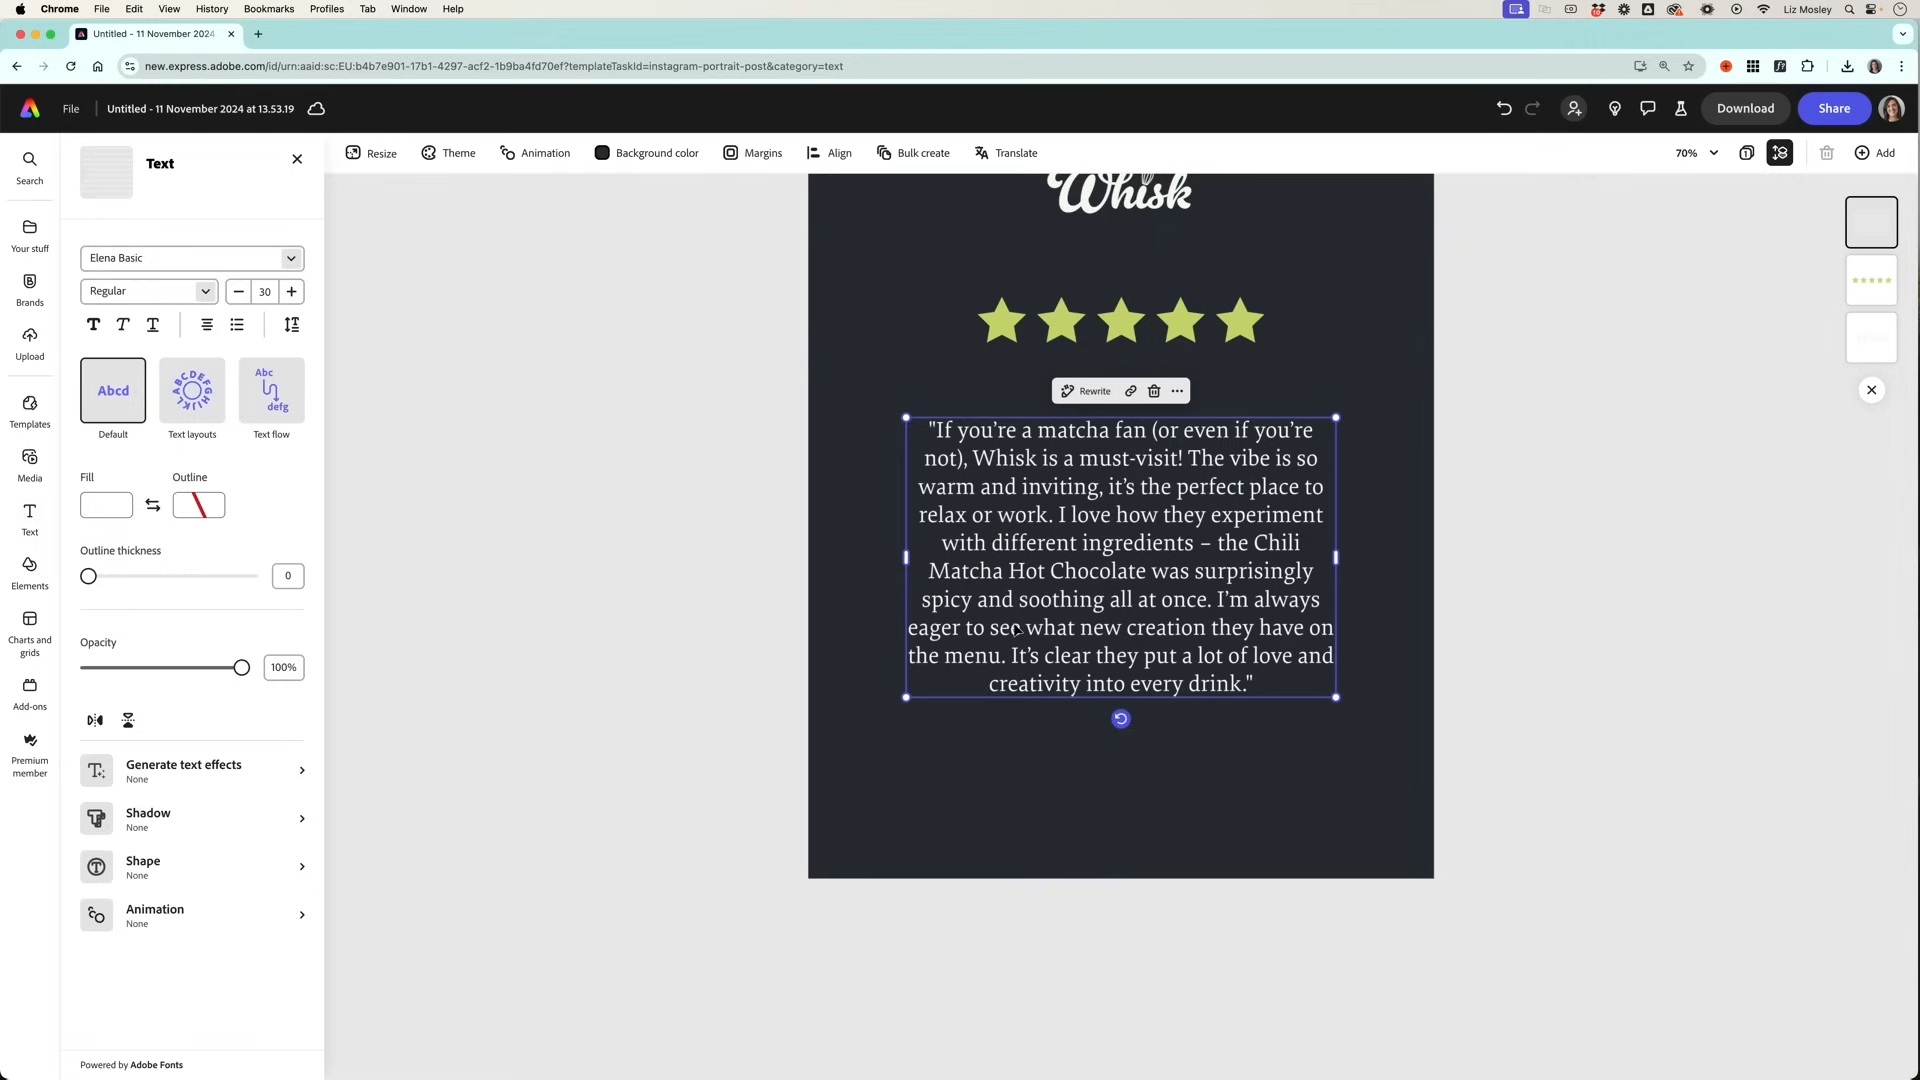 Chrome File Edit View History Bookmarks Profiles Tab Window Help Liz Mosley
Untitled - 11 November 2024
new.express.adobe.com/id/urn:aaid:sc:EU:b4b7e901-17b1-4297-acf2-1b9ba4fd70ef?templateTaskId=instagram-portrait-post&category=text
File Untitled - 11 November 2024 at 13.53.19 Download Share
Text
Resize Theme Animation Background color Margins Align Bulk create Translate 70% Add
Search
Your stuff
Brands
Upload
Templates
Media
Text
Elements
Charts and
grids
Add-ons
Premium
member
Elena Basic
Regular 30
Abcd
Abc
defg
ABCDEFGHIJKL
Default Text layouts Text flow
Fill Outline
Outline thickness
0
Opacity
100%
Generate text effects
None
Shadow
None
Shape
None
Animation
None
Powered by Adobe Fonts
Whisk
Rewrite
"If you’re a matcha fan (or even if you’re
not), Whisk is a must-visit! The vibe is so
warm and inviting, it’s the perfect place to
relax or work. I love how they experiment
with different ingredients – the Chili
Matcha Hot Chocolate was surprisingly
spicy and soothing all at once. I’m always
eager to see what new creation they have on
the menu. It’s clear they put a lot of love and
creativity into every drink."